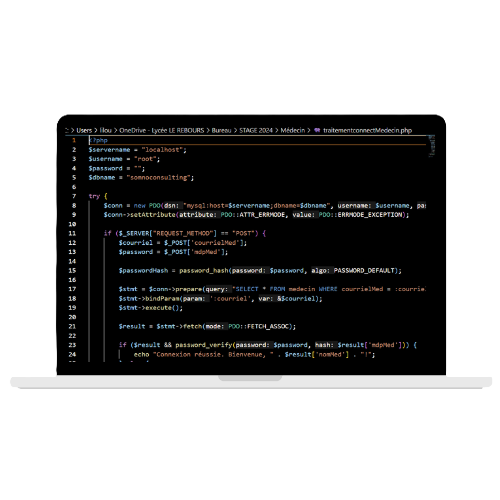 > Users > lilou > OneDrive - Lycée LE REBOURS > Bureau > STAGE 2024 > Médecin > traitementconnectMedecin.php
1 <?php
2 $servername = "localhost";
3 $username = "root";
4 $password = "";
5 $dbname = "somnoconsulting";
6
7 try {
8 $conn = new PDO(dsn: "mysql:host=$servername;dbname=$dbname", username: $username, pa
9 $conn->setAttribute(attribute: PDO::ATTR_ERRMODE, value: PDO::ERRMODE_EXCEPTION);
10
11 if ($_SERVER["REQUEST_METHOD"] == "POST") {
12 $courriel = $_POST['courrielMed'];
13 $password = $_POST['mdpMed'];
14
15 $passwordHash = password_hash(password: $password, algo: PASSWORD_DEFAULT);
16
17 $stmt = $conn->prepare(query: "SELECT * FROM medecin WHERE courrielMed = :courrie
18 $stmt->bindParam(param: ':courriel', var: &$courriel);
19 $stmt->execute();
20
21 $result = $stmt->fetch(mode: PDO::FETCH_ASSOC);
22
23 if ($result && password_verify(password: $password, hash: $result['mdpMed'])) {
24 echo "Connexion réussie. Bienvenue, " . $result['nomMed'] . "!";